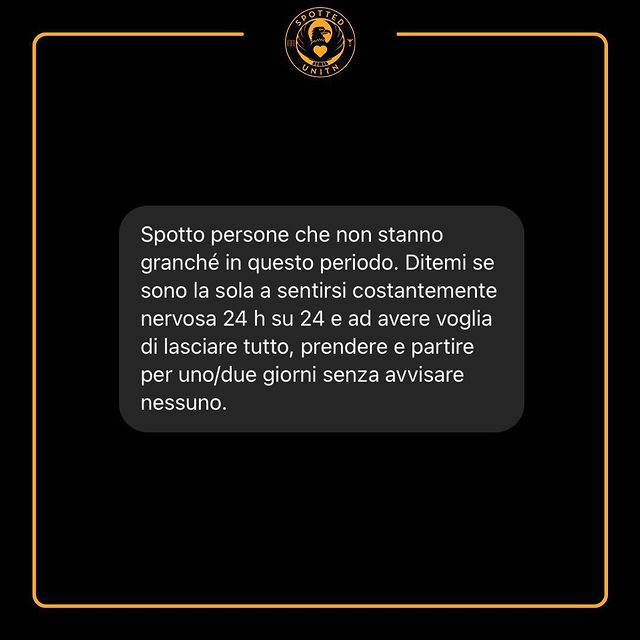 SPOTTED
UNITN
Spotto persone che non stanno
granché in questo periodo. Ditemi se
sono la sola a sentirsi costantemente
nervosa 24 h su 24 e ad avere voglia
di lasciare tutto, prendere e partire
per uno/due giorni senza avvisare
nessuno.